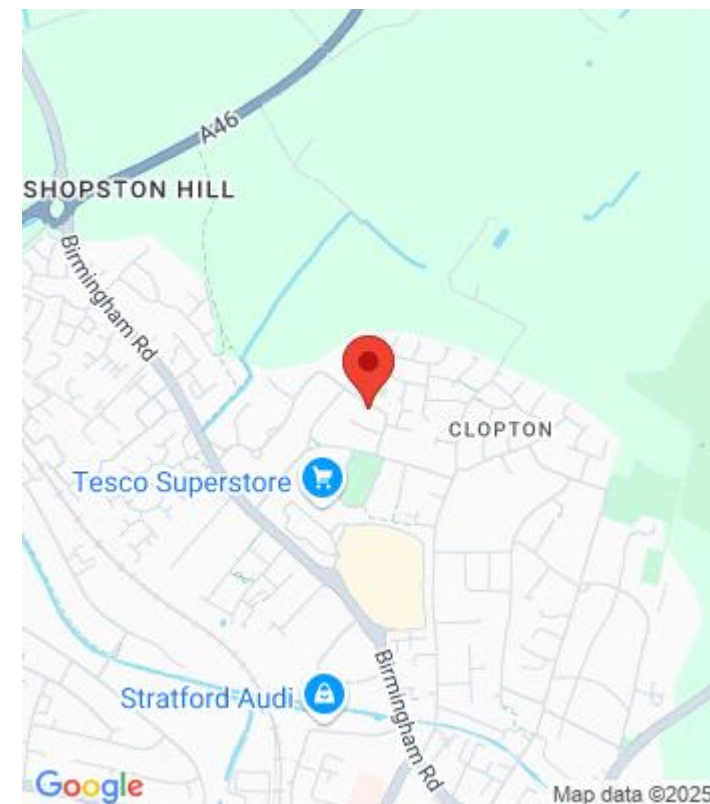 A46
SHOPSTON HILL
Birmingham Rd
CLOPTON
Tesco Superstore
Stratford Audi
Birmingham Rd
Google
Map data ©2025